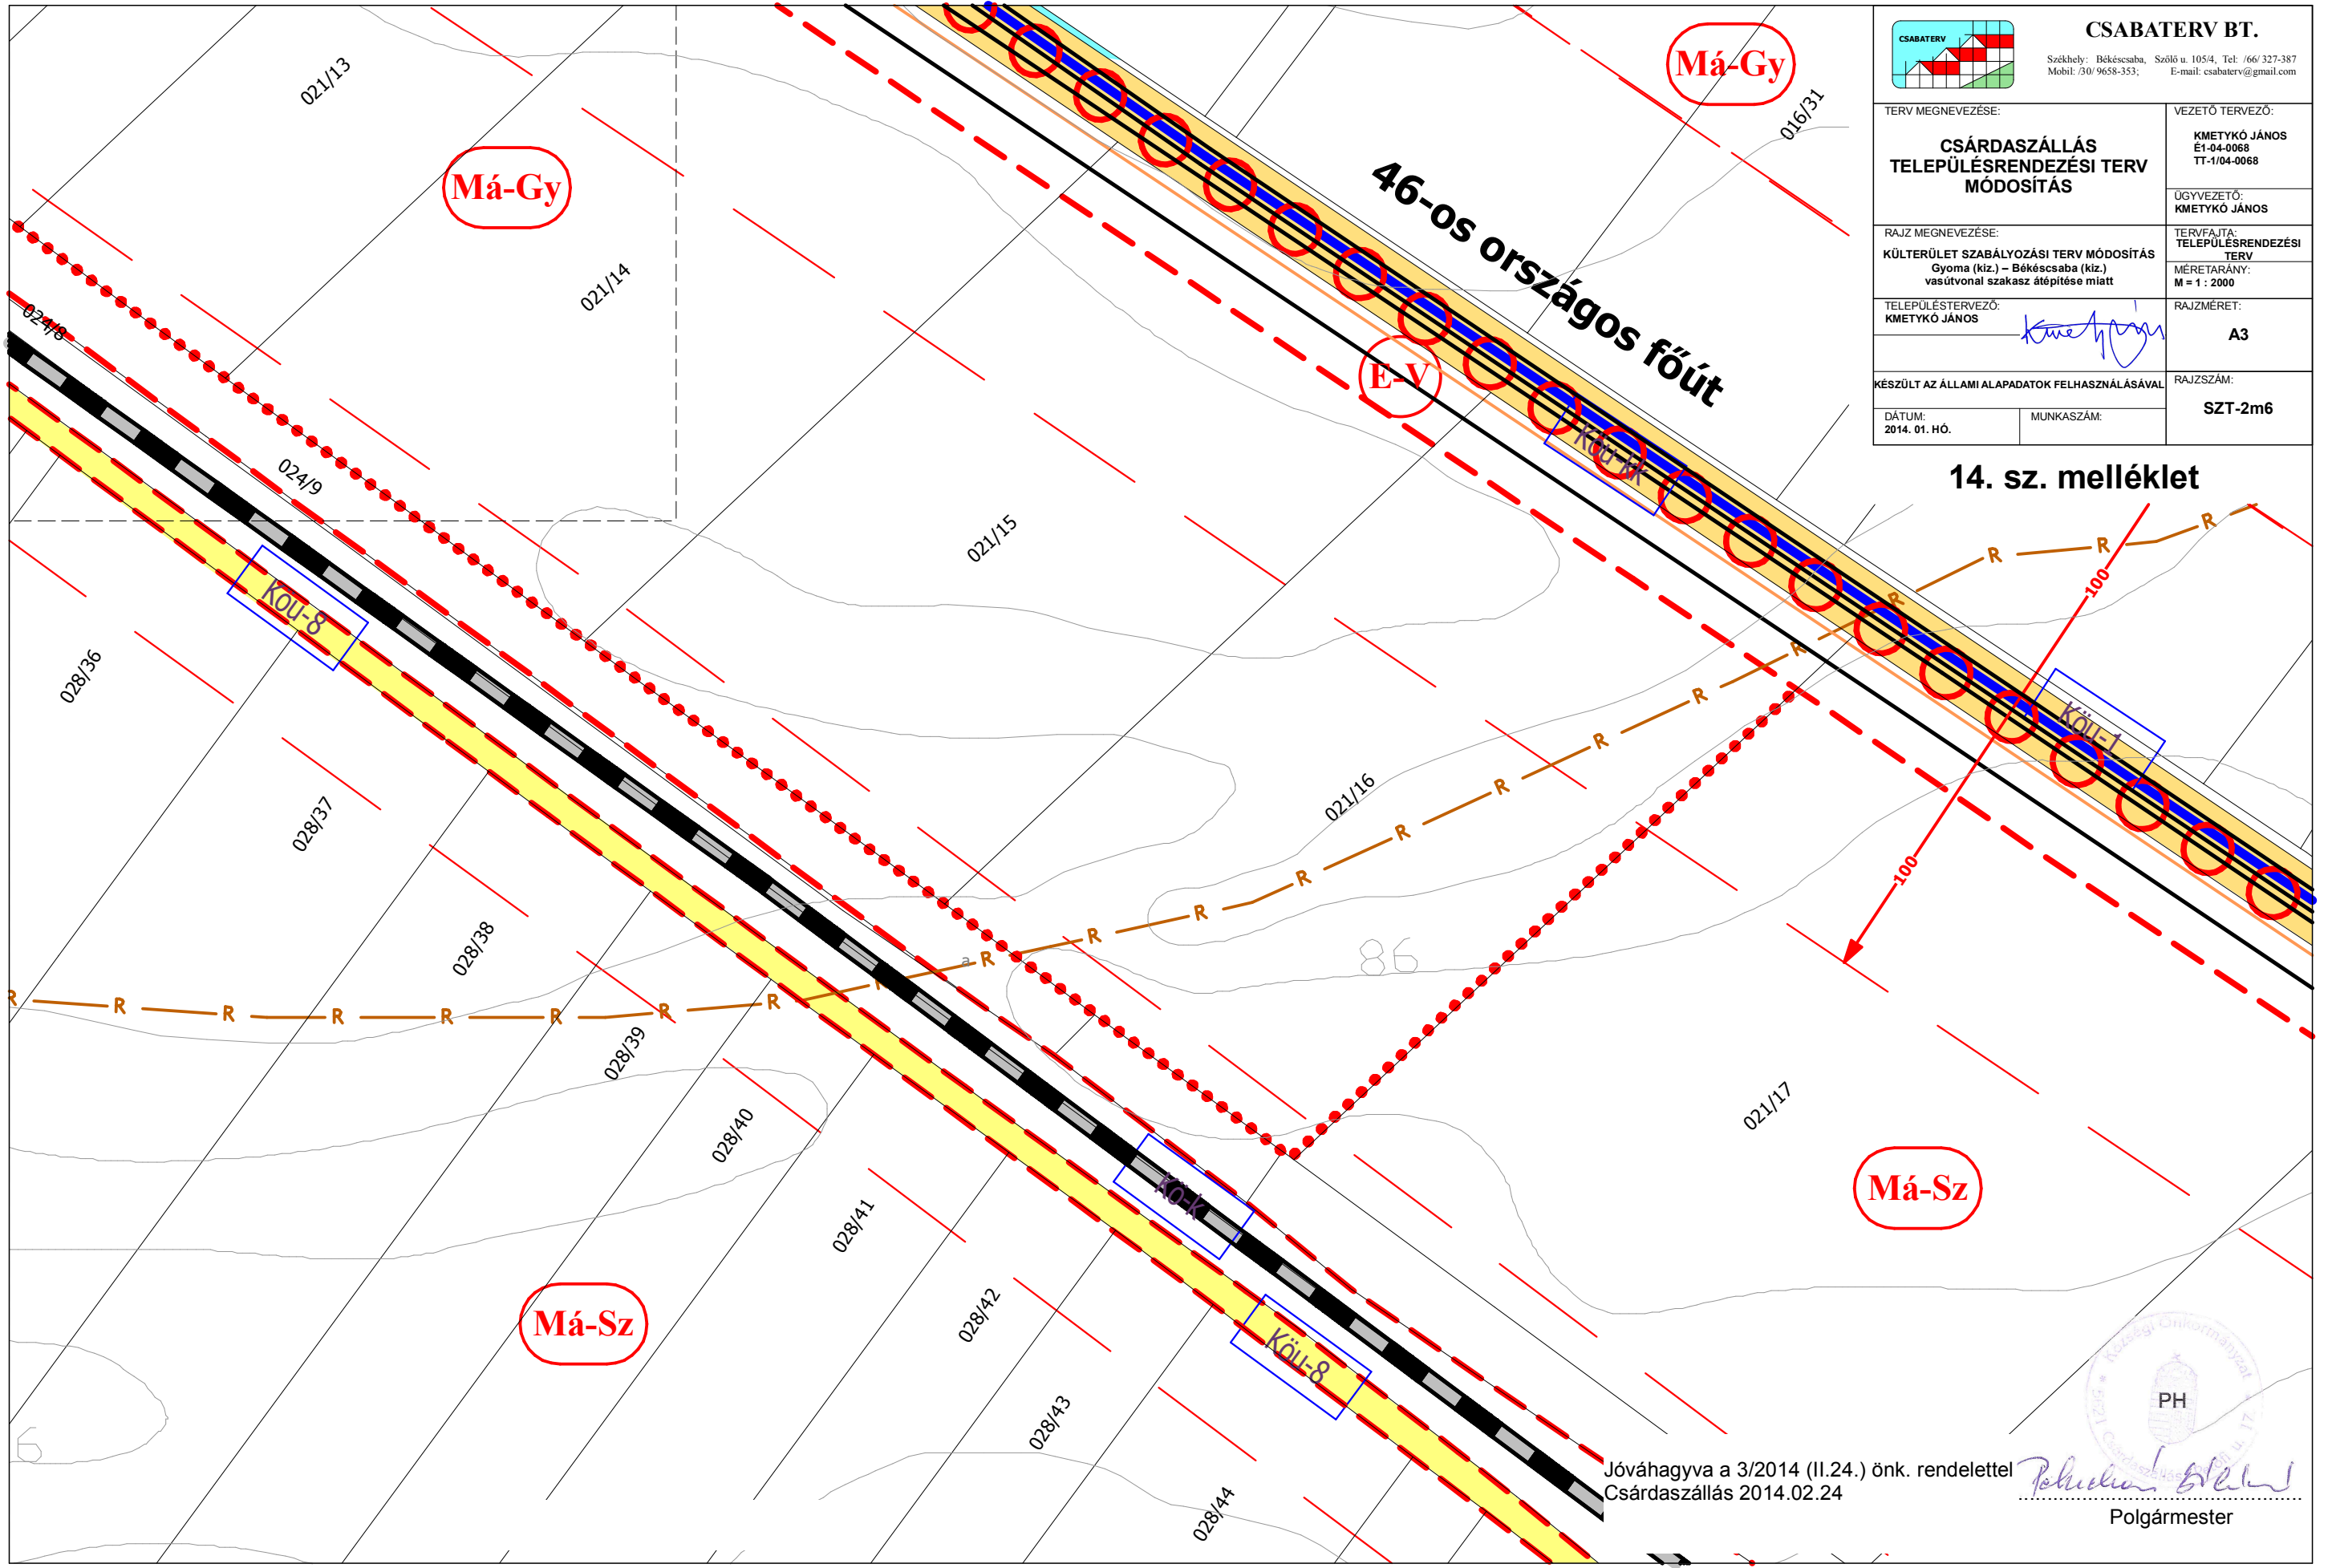 CSABATERV
CSABATERV BT.
Székhely: Békéscsaba, Szőlő u. 105/4, Tel: /66/ 327-387
Mobil: /30/ 9658-353; E-mail: csabaterv@gmail.com
TERV MEGNEVEZÉSE:
CSÁRDASZÁLLÁS
TELEPÜLÉSRENDEZÉSI TERV
MÓDOSÍTÁS
VEZETŐ TERVEZŐ:
KMETYKÓ JÁNOS
É1-04-0068
TT-1/04-0068
ÜGYVEZETŐ:
KMETYKÓ JÁNOS
RAJZ MEGNEVEZÉSE:
KÜLTERÜLET SZABÁLYOZÁSI TERV MÓDOSÍTÁS
Gyoma (kiz.) – Békéscsaba (kiz.)
vasútvonal szakasz átépítése miatt
TERVFAJTA:
TELEPÜLÉSRENDEZÉSI
TERV
MÉRETARÁNY:
M = 1 : 2000
TELEPÜLÉSTERVEZŐ:
KMETYKÓ JÁNOS
RAJZMÉRET:
A3
KÉSZÜLT AZ ÁLLAMI ALAPADATOK FELHASZNÁLÁSÁVAL
RAJZSZÁM:
SZT-2m6
DÁTUM:
2014. 01. HÓ.
MUNKASZÁM:
14. sz. melléklet
021/13
Má-Gy
016/31
Má-Gy
46-os országos főút
021/14
024/8
E-V
Köu-kk
024/9
021/15
Köu-8
028/36
100
Köu-1
021/16
028/37
100
028/38
a
86
R R R R R R R R R R R R R R R R R R R R R R
028/39
021/17
028/40
Kö-k
Má-Sz
028/41
Má-Sz
028/42
Köu-8
028/43
028/44
PH
Jóváhagyva a 3/2014 (II.24.) önk. rendelettel
Csárdaszállás 2014.02.24
Polgármester